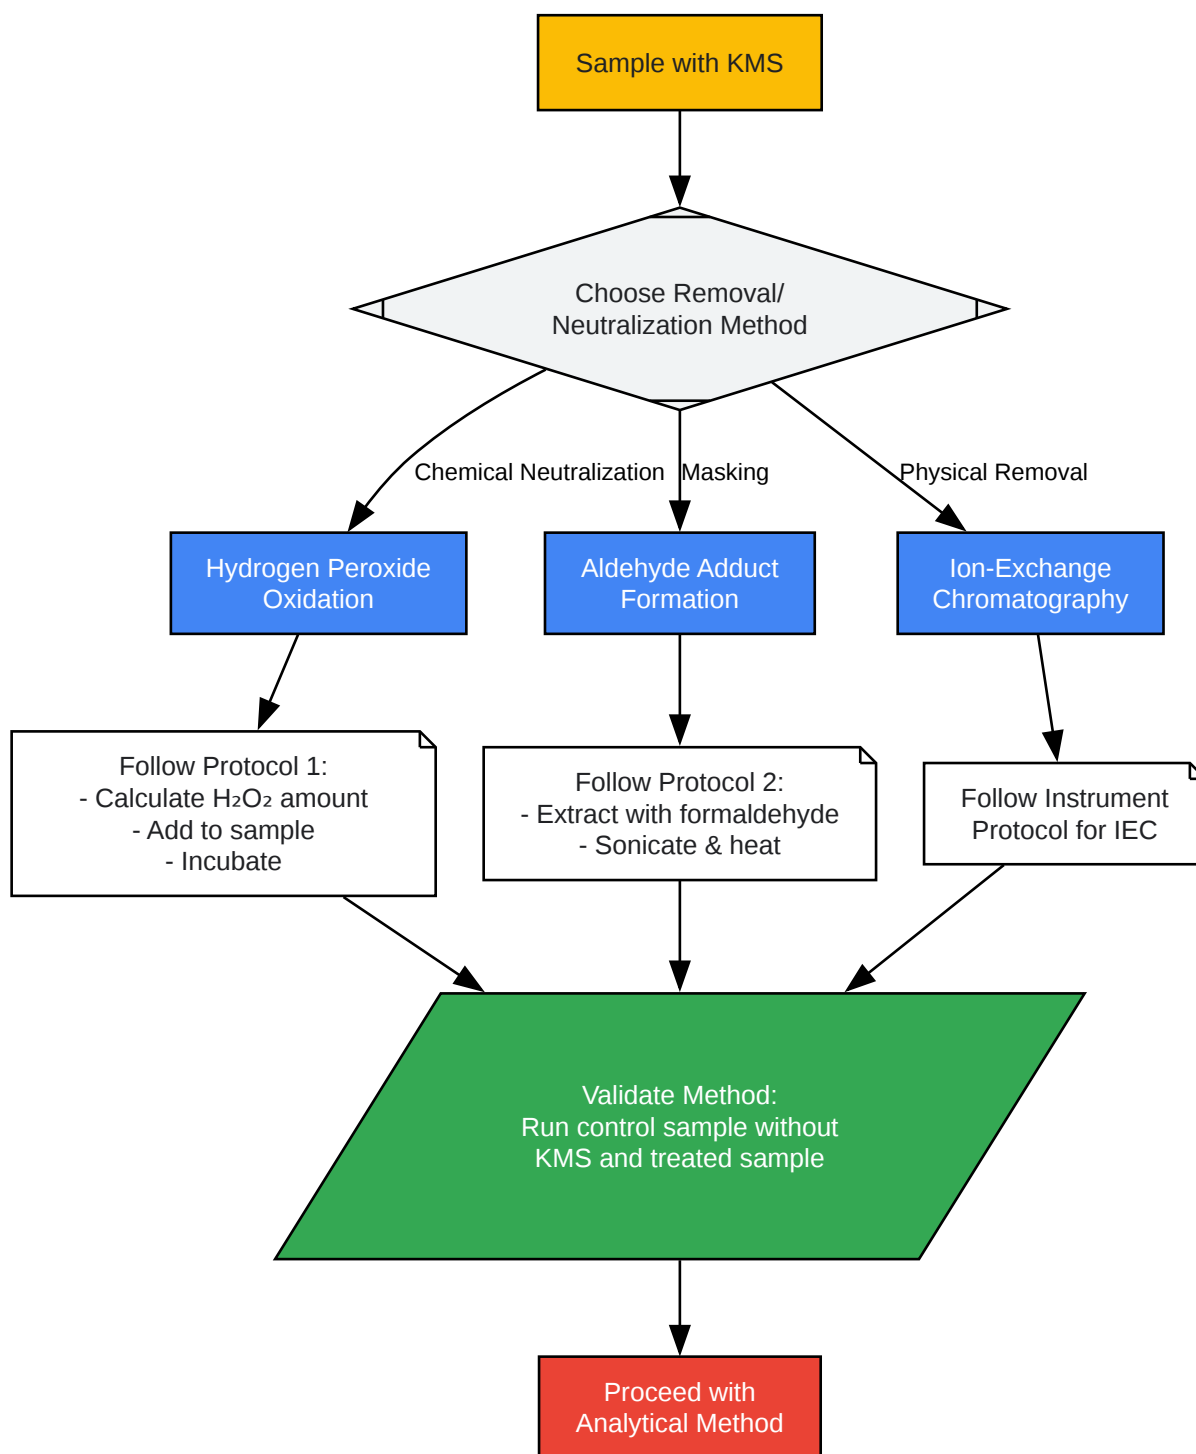 Sample with KMS
Choose Removal/
Neutralization Method
Chemical Neutralization
Masking
Physical Removal
Hydrogen Peroxide
Oxidation
Aldehyde Adduct
Formation
Ion-Exchange
Chromatography
Follow Protocol 1:
- Calculate H₂O₂ amount
- Add to sample
- Incubate
Follow Protocol 2:
- Extract with formaldehyde
- Sonicate & heat
Follow Instrument
Protocol for IEC
Validate Method:
Run control sample without
KMS and treated sample
Proceed with
Analytical Method